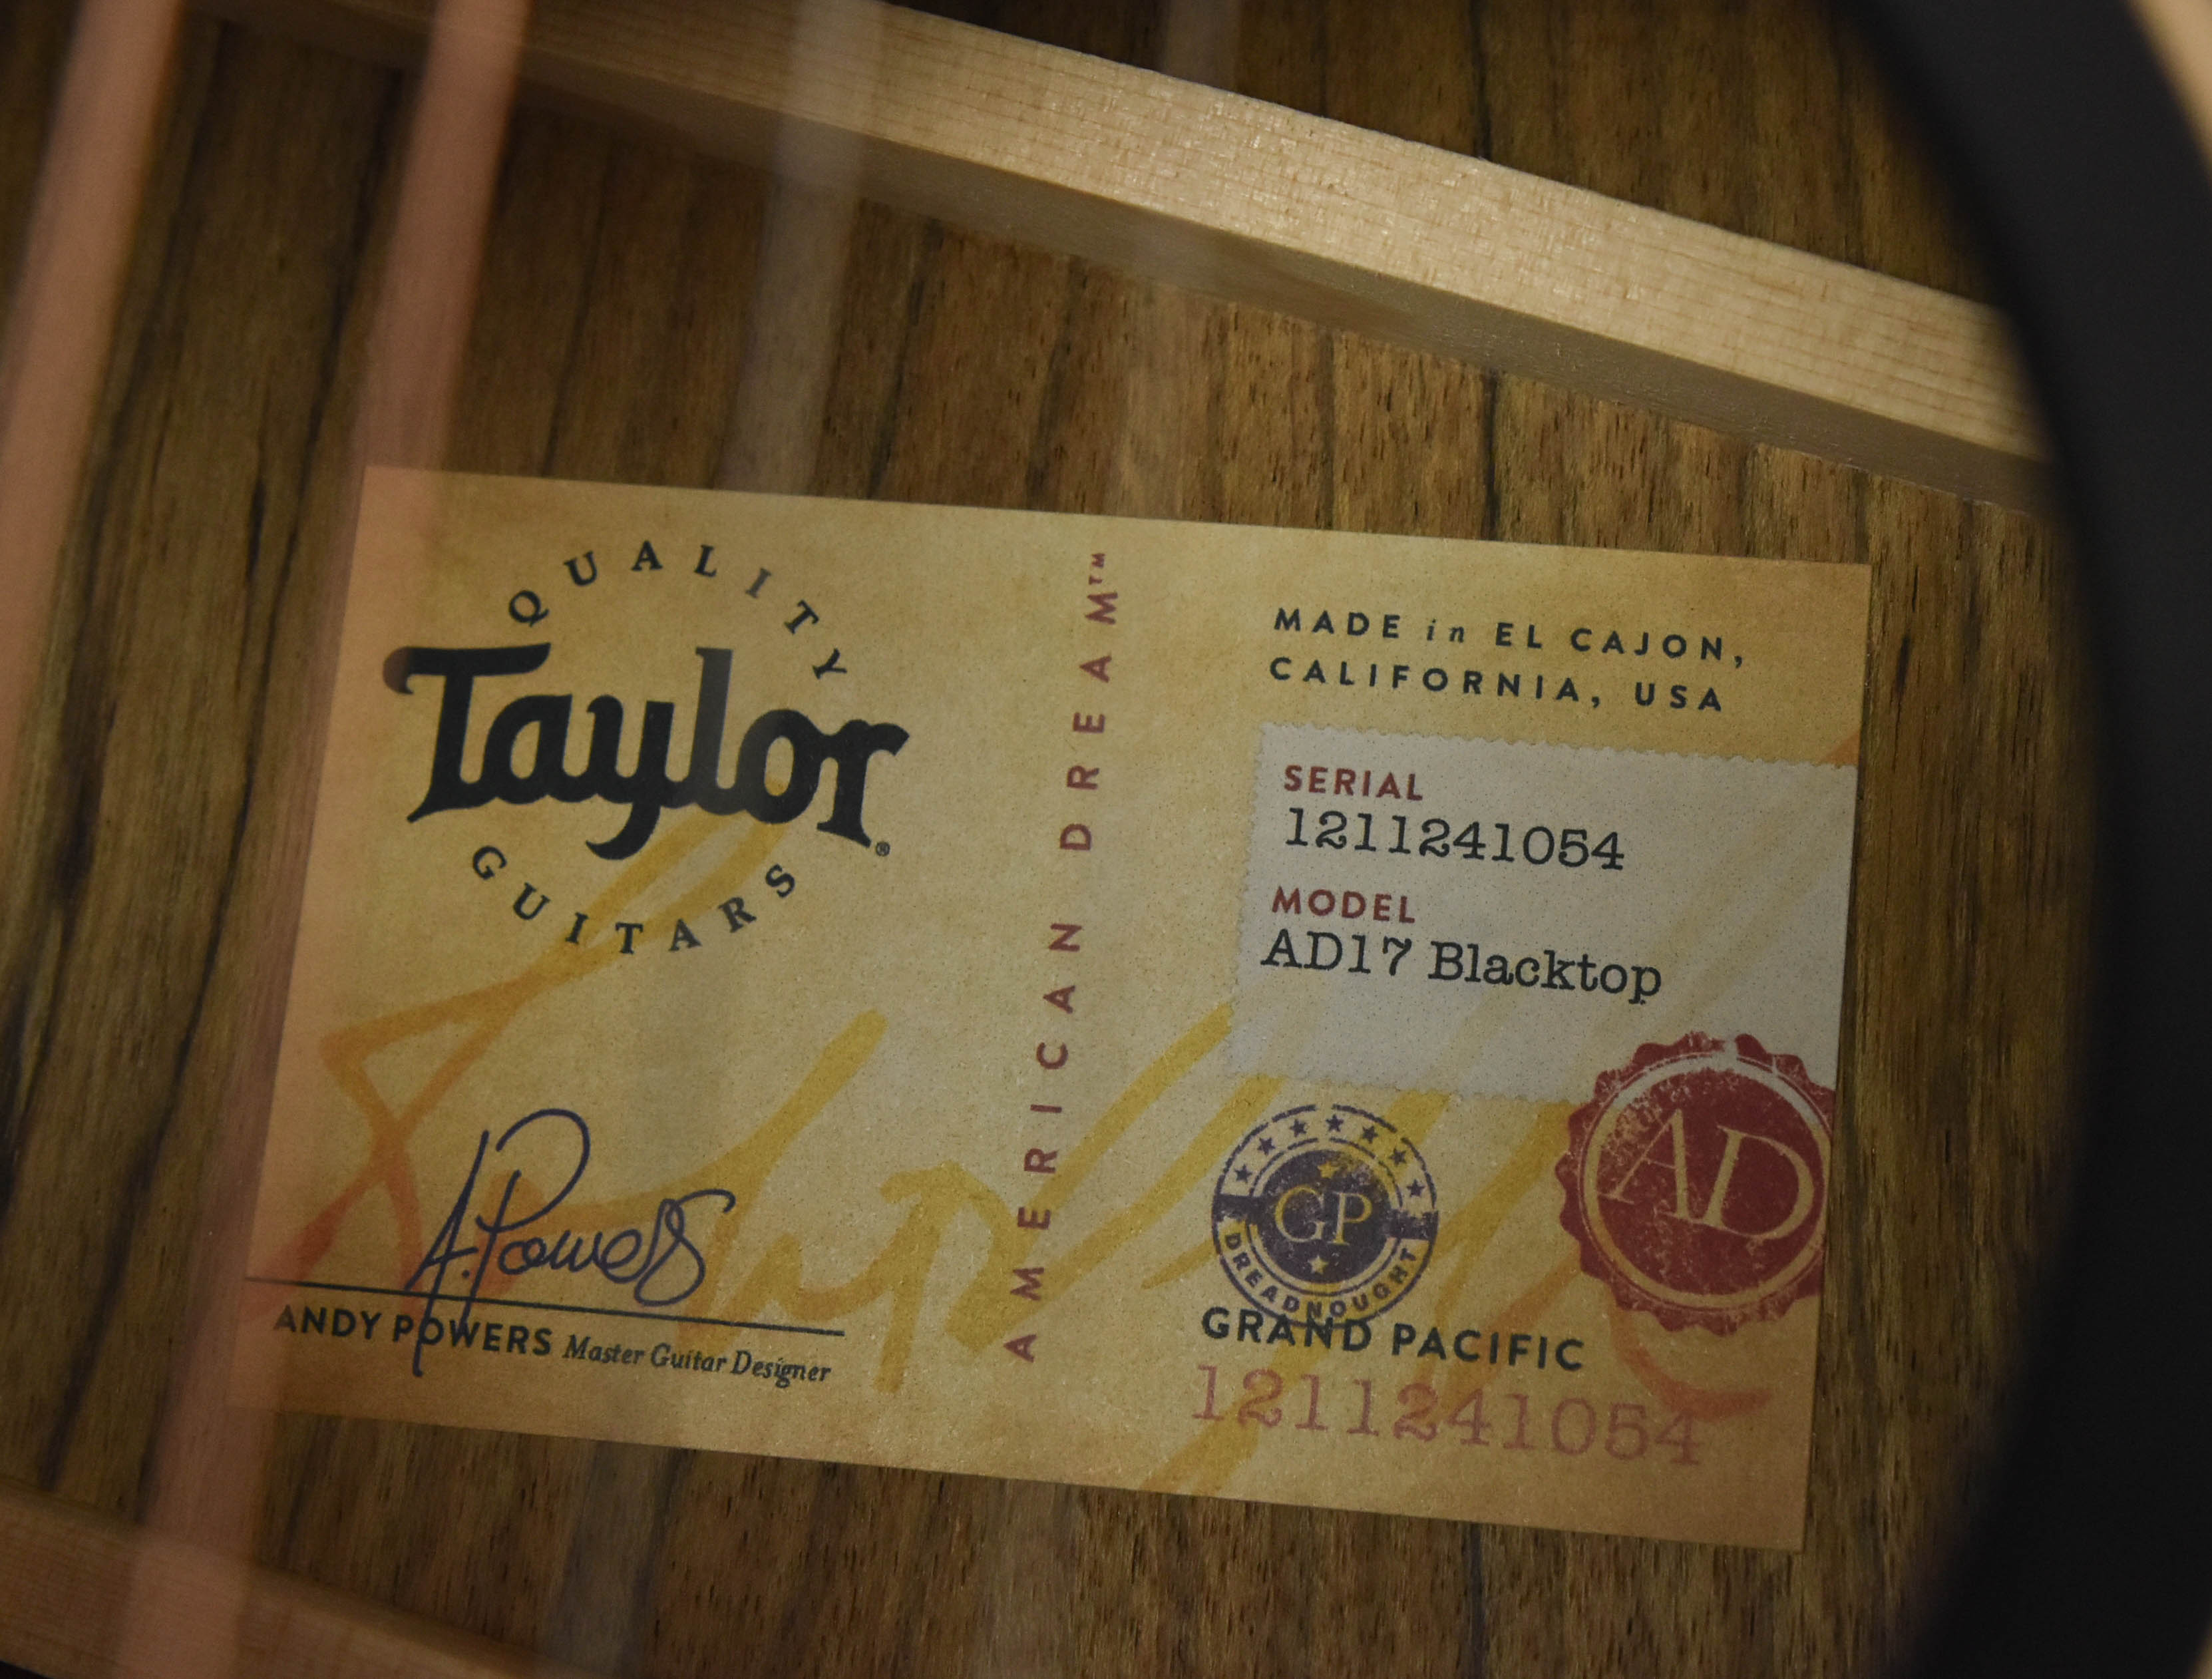 QUALITY
Taylor®
GUITARS
A. Powers
ANDY POWERS Master Guitar Designer
AMERICAN DREAM™
MADE in EL CAJON,
CALIFORNIA, USA
SERIAL
1211241054
MODEL
AD17 Blacktop
GP
DREADNOUGHT
AD
GRAND PACIFIC
1211241054